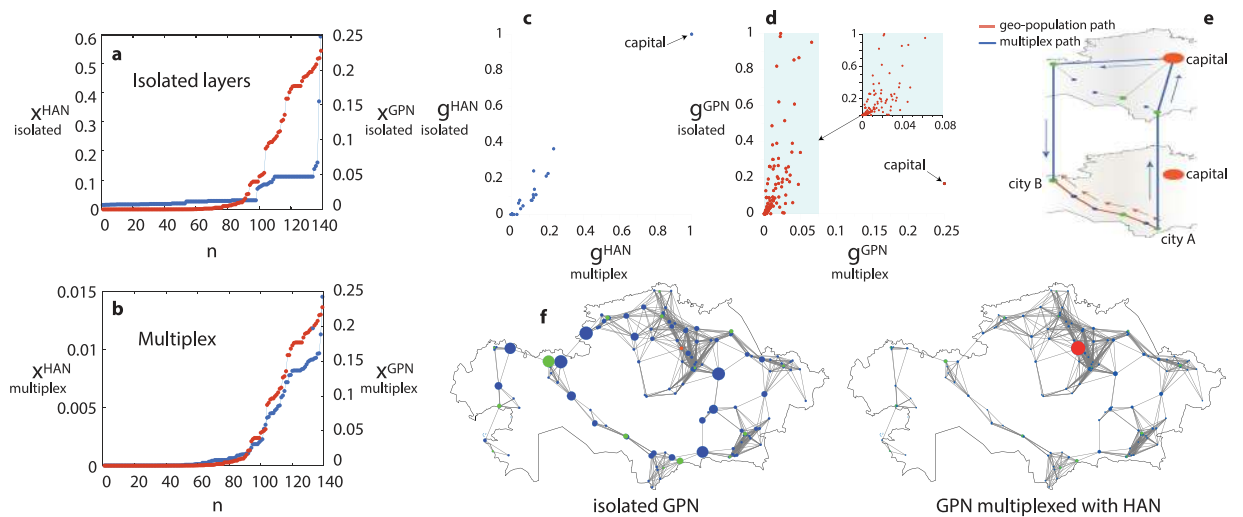 a
Isolated layers
0.6
0.5
0.4
0.3
0.2
0.1
0
0.25
0.2
0.15
0.1
0.05
0
0 20 40 60 80 100 120 140
n
x^HAN isolated
x^GPN isolated
b
Multiplex
0.015
0.01
0.005
0
0.25
0.2
0.15
0.1
0.05
0
0 20 40 60 80 100 120 140
n
x^HAN multiplex
x^GPN multiplex
c
capital
1
0.8
0.6
0.4
0.2
0
0 0.2 0.4 0.6 0.8 1
g^HAN isolated
g^HAN multiplex
d
1
0.8
0.6
0.4
0.2
0
0 0.05 0.1 0.15 0.2 0.25
g^GPN isolated
g^GPN multiplex
1
0.8
0.6
0.4
0.2
0
0 0.04 0.08
capital
e
geo-population path
multiplex path
capital
capital
city B
city A
f
isolated GPN
GPN multiplexed with HAN